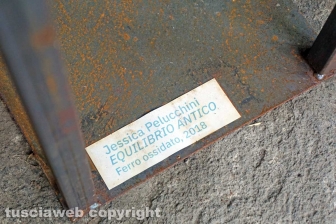 Jessica Pelucchini
EQUILIBRIO ANTICO
Ferro ossidato, 2018
tusciaweb copyright